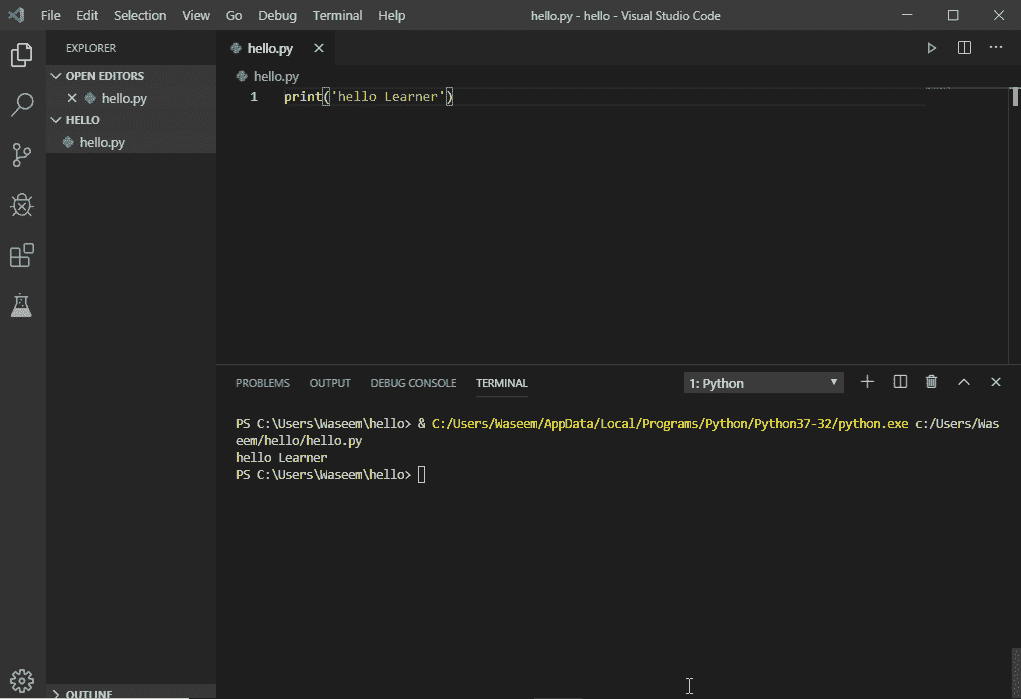 File Edit Selection View Go Debug Terminal Help
hello.py - hello - Visual Studio Code
EXPLORER
OPEN EDITORS
hello.py
HELLO
hello.py
OUTLINE
hello.py
hello.py
1 print('hello Learner')
PROBLEMS OUTPUT DEBUG CONSOLE TERMINAL
1: Python
PS C:\Users\Waseem\hello> & C:/Users/Waseem/AppData/Local/Programs/Python/Python37-32/python.exe c:/Users/Was
eem/hello/hello.py
hello Learner
PS C:\Users\Waseem\hello>